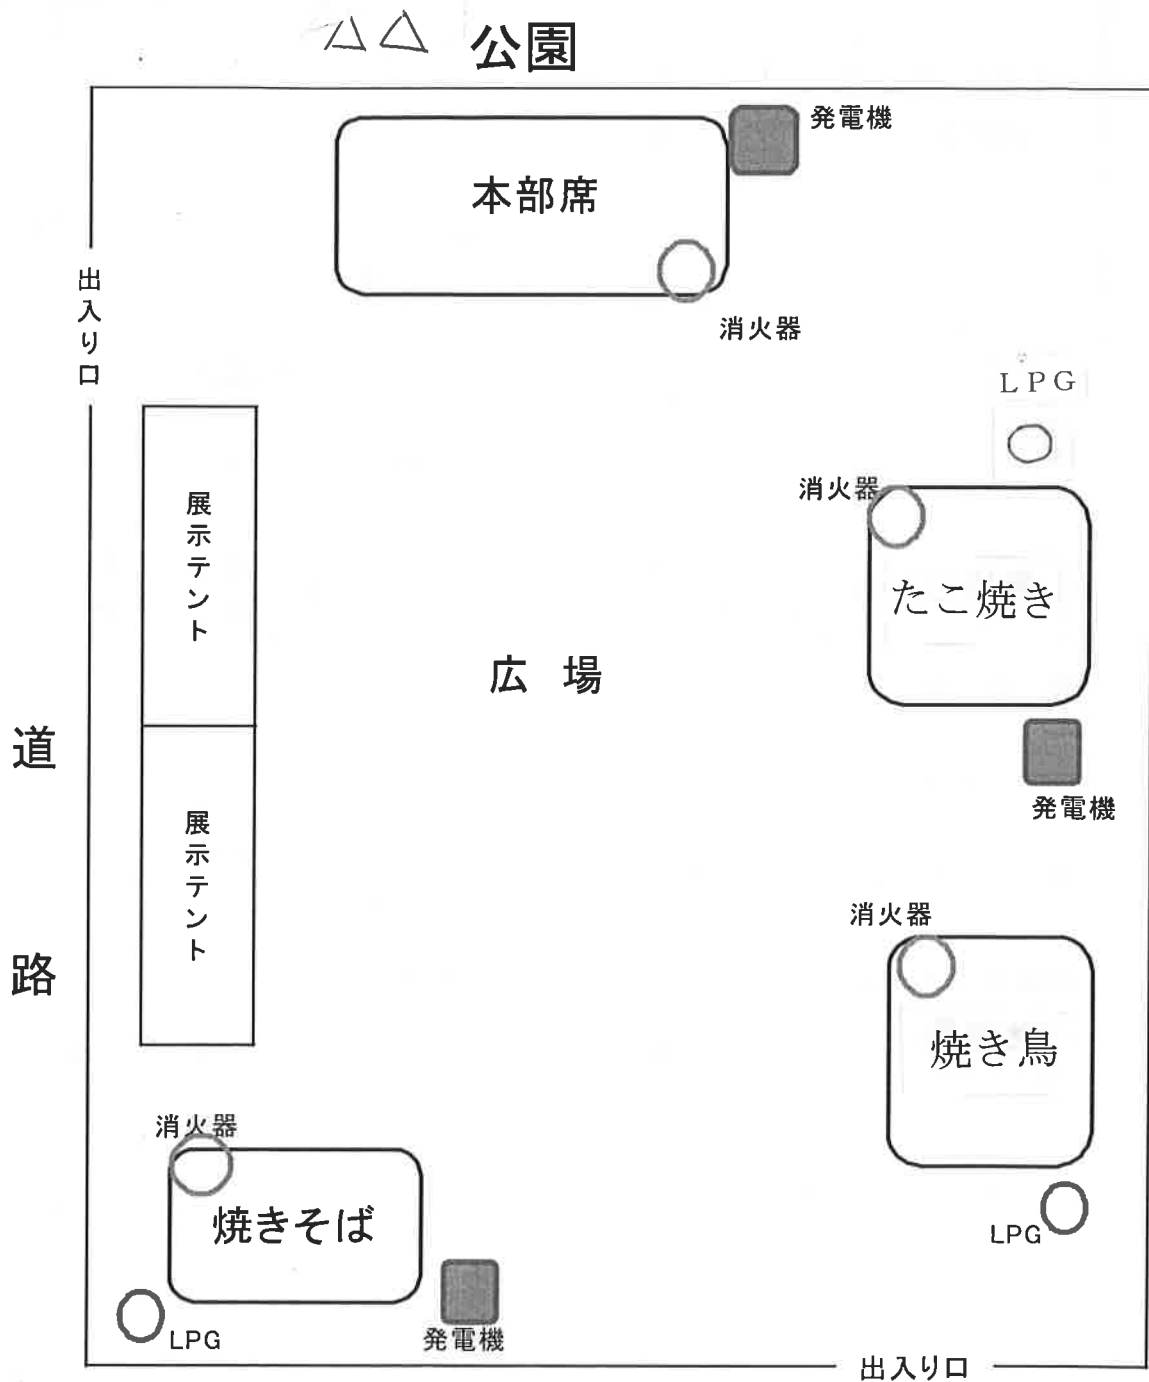 △△ 公園
発電機
本部席
消火器
出入り口
LPG
消火器
たこ焼き
展示テント
広 場
発電機
道路
展示テント
消火器
焼き鳥
LPG
消火器
焼きそば
LPG
発電機
出入り口